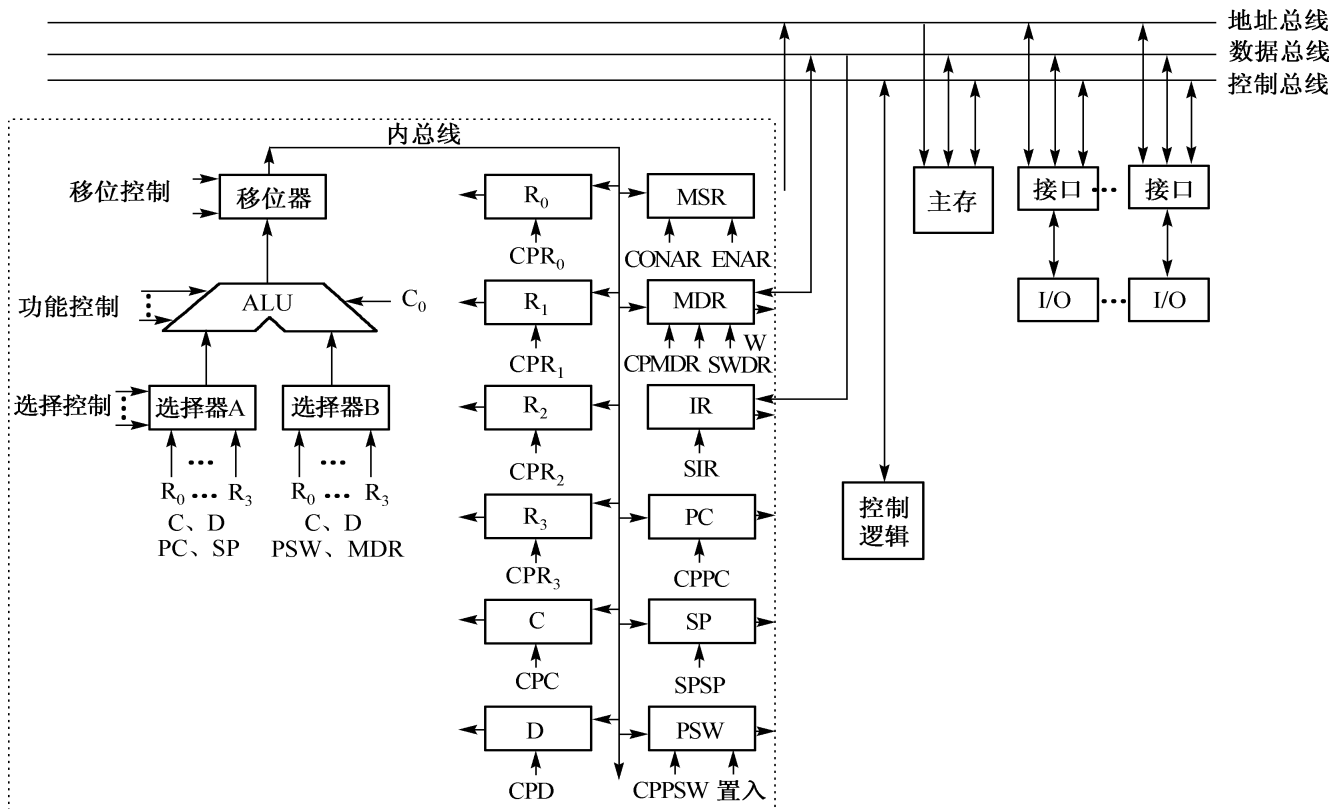 地址总线
数据总线
控制总线
内总线
移位控制
移位器
功能控制
ALU
C₀
选择控制
选择器A
选择器B
R₀ R₃
C、D
PC、SP
R₀ R₃
C、D
PSW、MDR
R₀
CPR₀
R₁
CPR₁
R₂
CPR₂
R₃
CPR₃
C
CPC
D
CPD
MSR
CONAR ENAR
MDR
W
CPMDR SWDR
IR
SIR
PC
CPPC
SP
SPSP
PSW
CPPSW 置入
控制
逻辑
主存
接口
接口
I/O
I/O